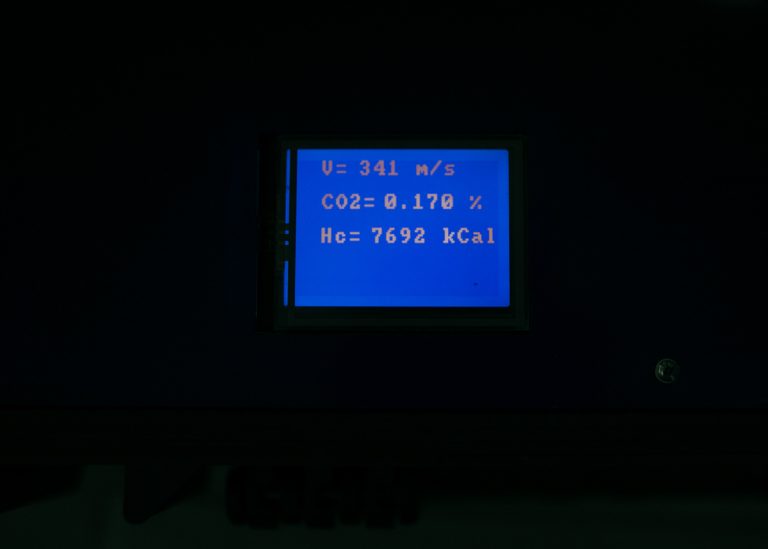 V= 341 m/s
CO2= 0.170 %
Hc= 7692 kCal